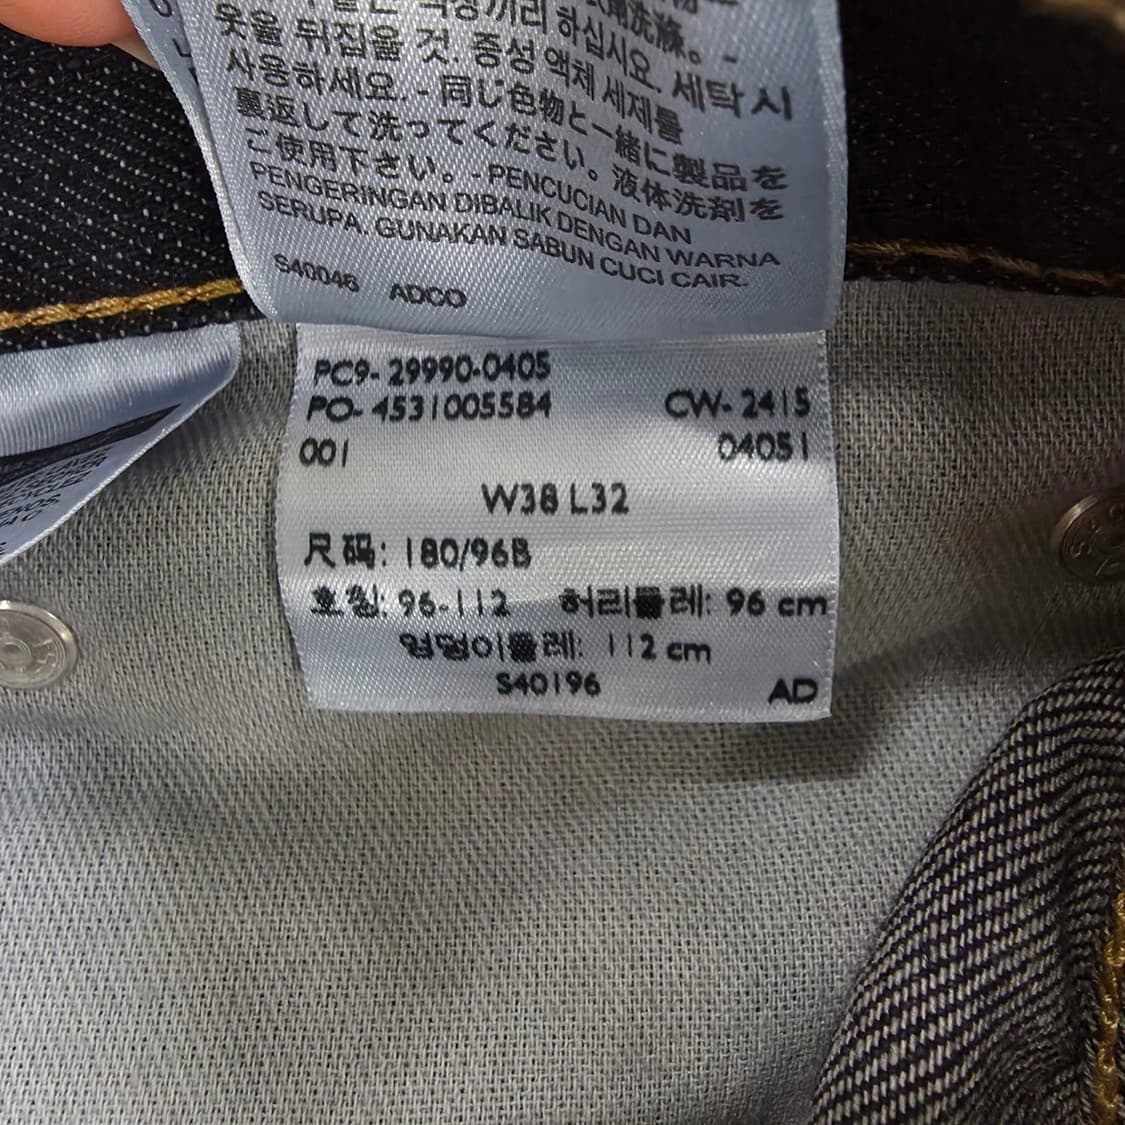 하십시오. 세탁 시
옷을 뒤집을 것. 중성 액체 세제를
사용하세요. - 同じ色物と一緒に製品を
裏返して洗ってください。液体洗剤を
ご使用下さい。- PENCUCIAN DAN
PENGERINGAN DIBALIK DENGAN WARNA
SERUPA. GUNAKAN SABUN CUCI CAIR.
S40046 ADCO
PC9- 29990-0405
PO- 4531005584 CW- 2415
001 04051
W38 L32
尺码: 180/96B
호칭: 96-112 허리둘레: 96 cm
엉덩이둘레: 112 cm
S40196 AD